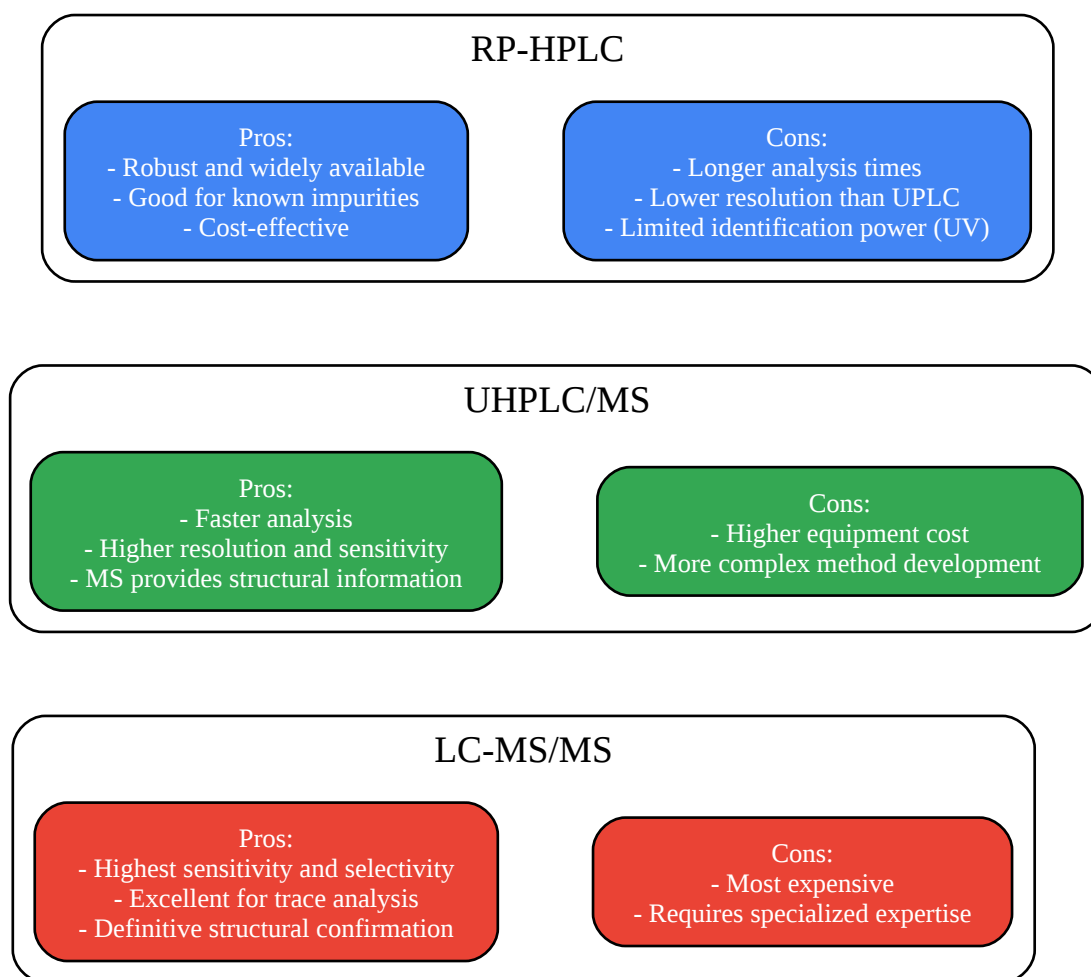 RP-HPLC
Pros:
- Robust and widely available
- Good for known impurities
- Cost-effective
Cons:
- Longer analysis times
- Lower resolution than UPLC
- Limited identification power (UV)
UHPLC/MS
Pros:
- Faster analysis
- Higher resolution and sensitivity
- MS provides structural information
Cons:
- Higher equipment cost
- More complex method development
LC-MS/MS
Pros:
- Highest sensitivity and selectivity
- Excellent for trace analysis
- Definitive structural confirmation
Cons:
- Most expensive
- Requires specialized expertise